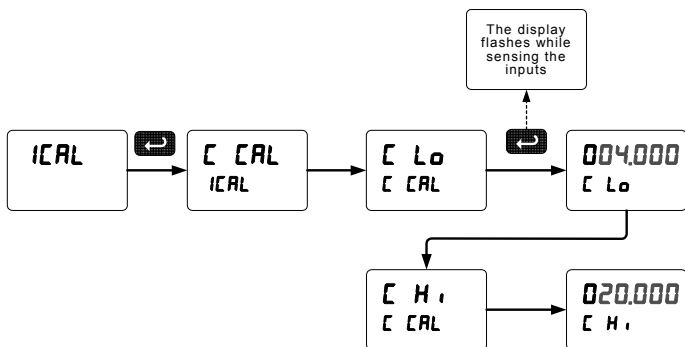 The display
flashes while
sensing the
inputs
ICAL
C CAL
ICAL
C Lo
C CAL
004.000
C Lo
C Hi
C CAL
020.000
C Hi